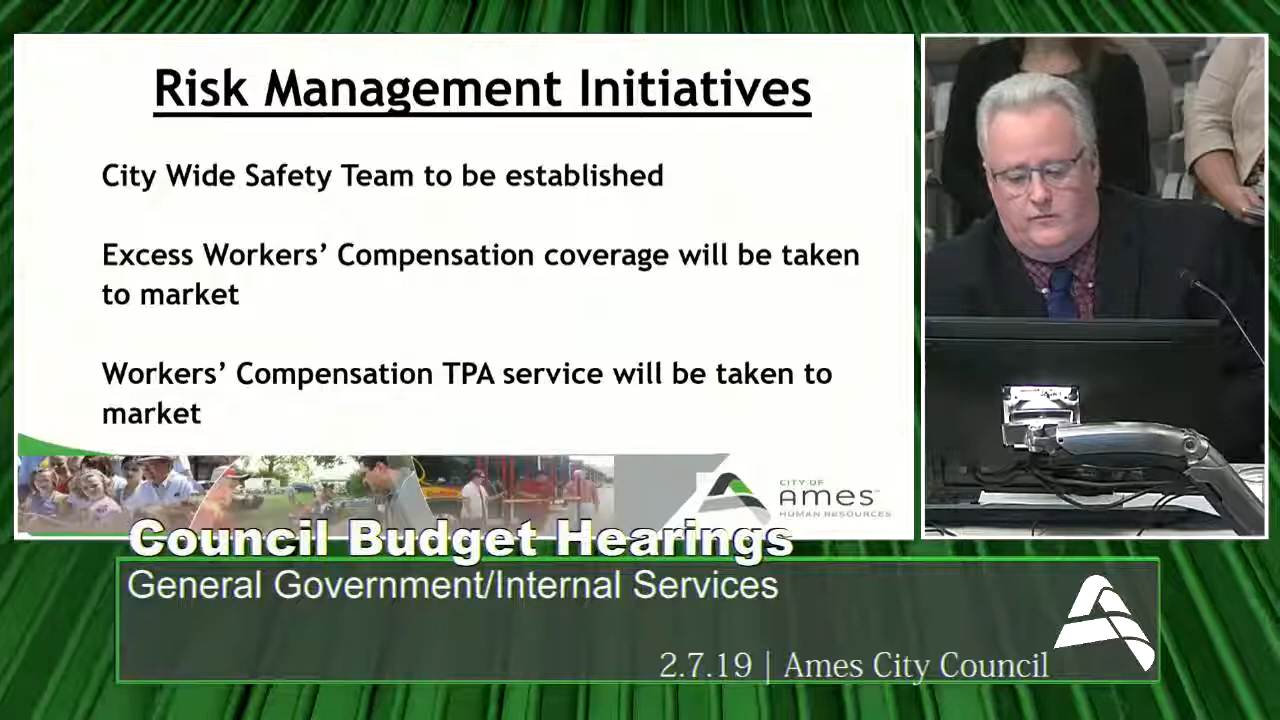 Risk Management Initiatives
City Wide Safety Team to be established
Excess Workers' Compensation coverage will be taken
to market
Workers' Compensation TPA service will be taken to
market
CITY OF
AMES™
HUMAN RESOURCES
Council Budget Hearings
General Government/Internal Services
2.7.19 | Ames City Council